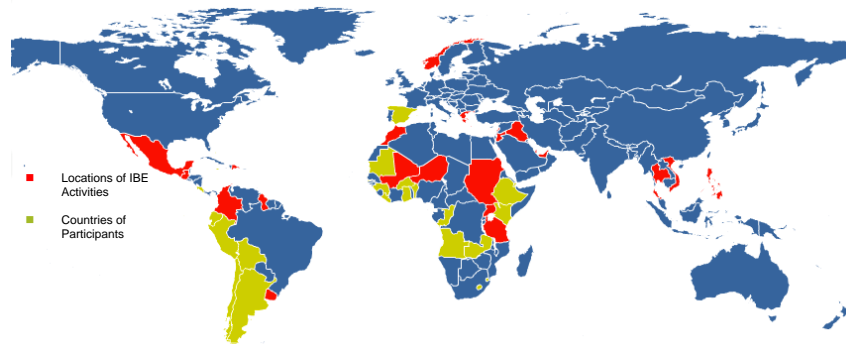 Locations of IBE
Activities
Countries of
Participants